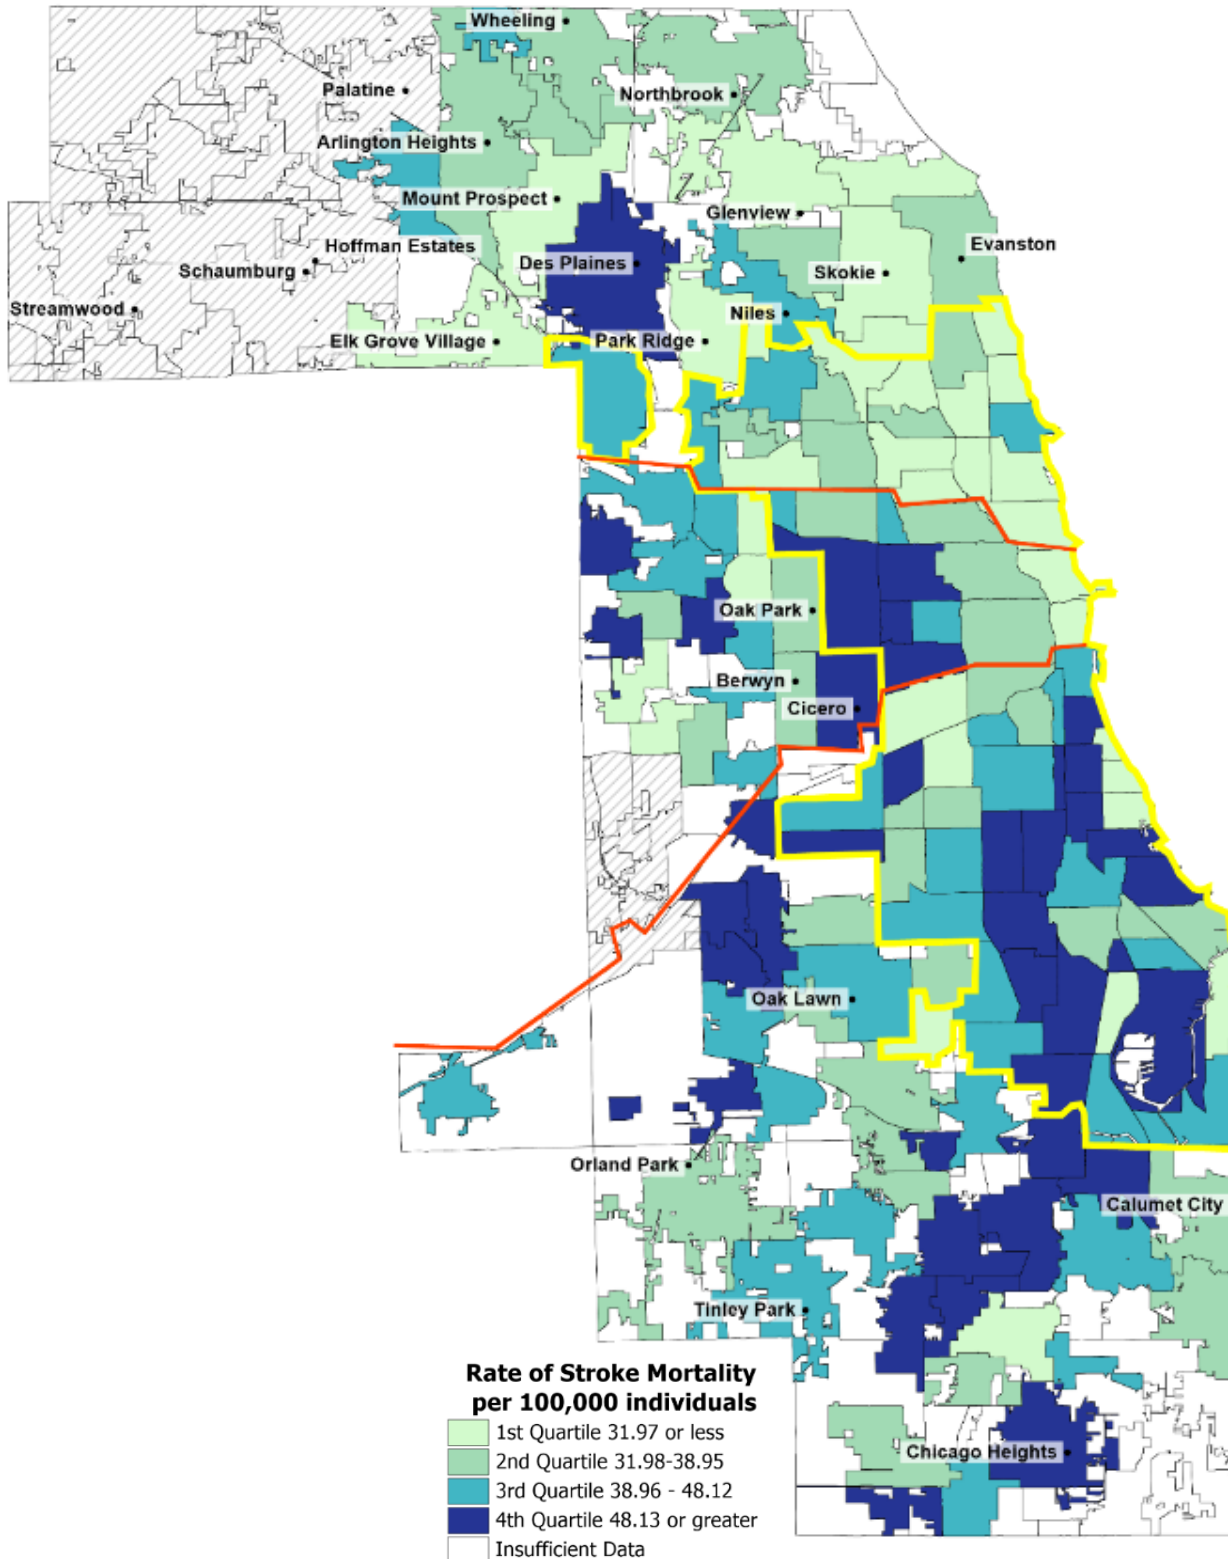 Wheeling
Palatine
Northbrook
Arlington Heights
Mount Prospect
Glenview
Hoffman Estates
Evanston
Schaumburg
Des Plaines
Skokie
Streamwood
Niles
Elk Grove Village
Park Ridge
Oak Park
Berwyn
Cicero
Oak Lawn
Orland Park
Calumet City
Tinley Park
Rate of Stroke Mortality
per 100,000 individuals
1st Quartile 31.97 or less
2nd Quartile 31.98-38.95
Chicago Heights
3rd Quartile 38.96 - 48.12
4th Quartile 48.13 or greater
Insufficient Data